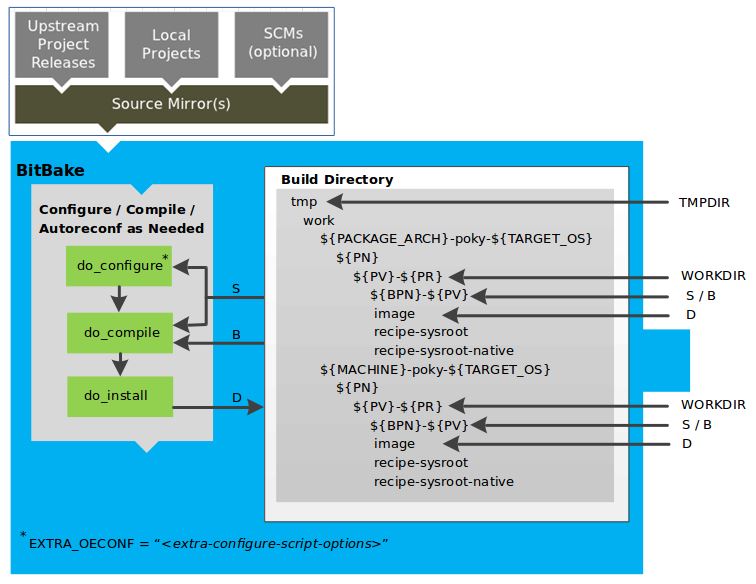 Upstream
Project
Releases
Local
Projects
SCMs
(optional)
Source Mirror(s)
BitBake
Configure / Compile /
Autoreconf as Needed
do_configure*
do_compile
do_install
S
B
D
Build Directory
tmp
work
${PACKAGE_ARCH}-poky-${TARGET_OS}
${PN}
${PV}-${PR}
${BPN}-${PV}
image
recipe-sysroot
recipe-sysroot-native
${MACHINE}-poky-${TARGET_OS}
${PN}
${PV}-${PR}
${BPN}-${PV}
image
recipe-sysroot
recipe-sysroot-native
TMPDIR
WORKDIR
S / B
D
WORKDIR
S / B
D
* EXTRA_OECONF = “<extra-configure-script-options>”